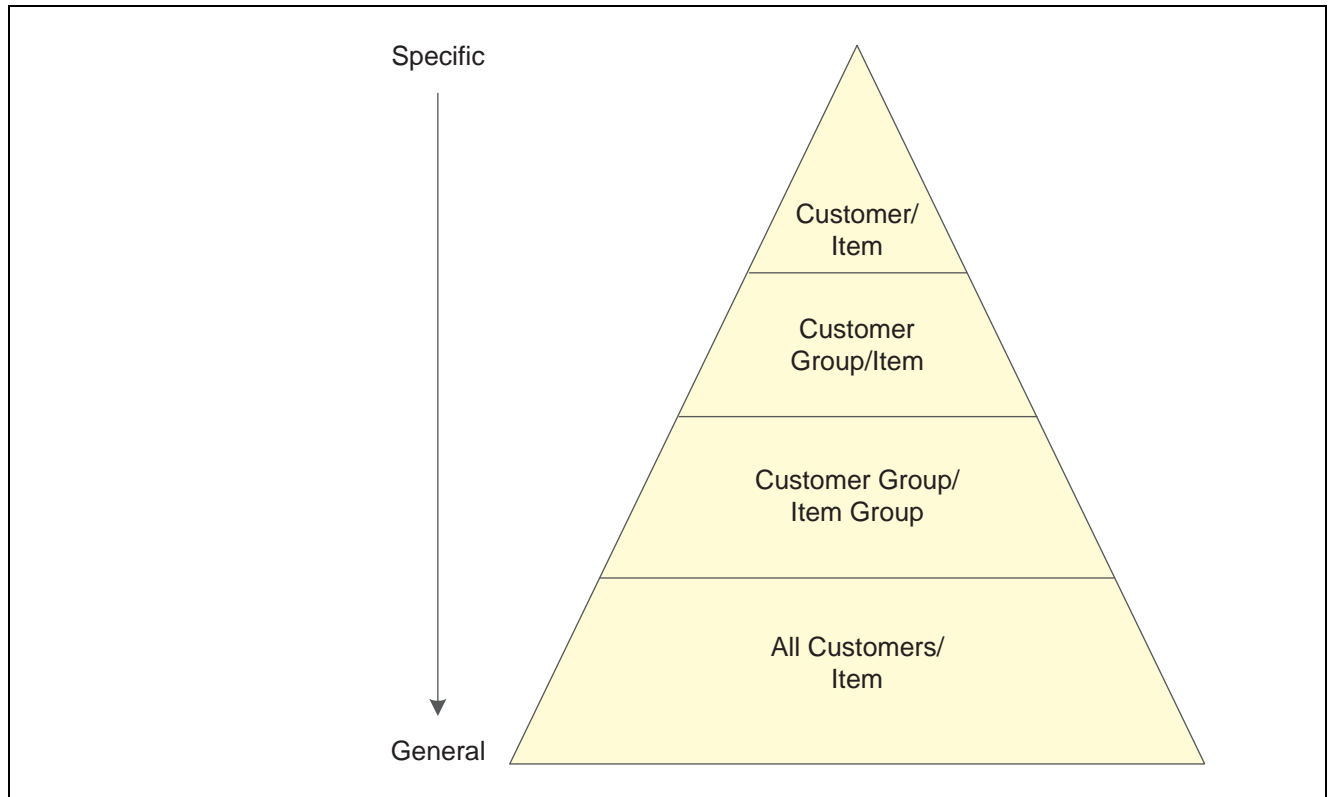 Specific
Customer/
Item
Customer
Group/Item
Customer Group/
Item Group
All Customers/
Item
General